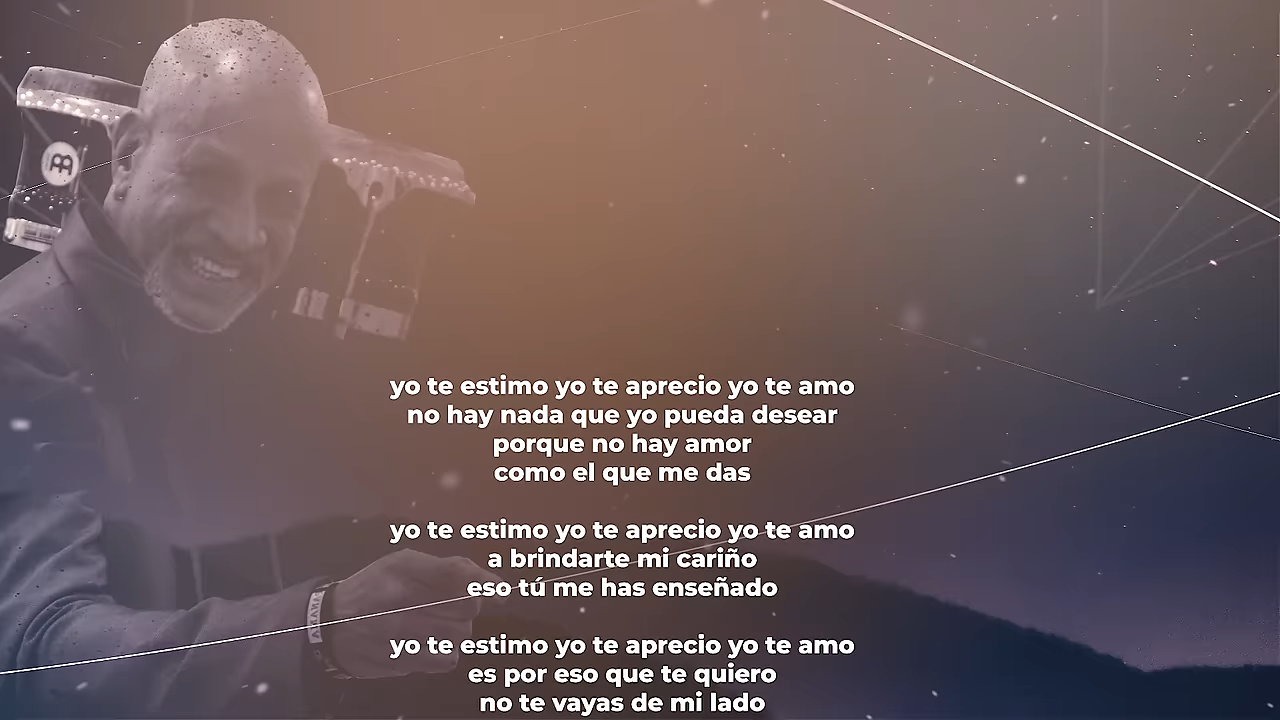 yo te estimo yo te aprecio yo te amo
no hay nada que yo pueda desear
porque no hay amor
como el que me das
yo te estimo yo te aprecio yo te amo
a brindarte mi cariño
eso tú me has enseñado
yo te estimo yo te aprecio yo te amo
es por eso que te quiero
no te vayas de mi lado